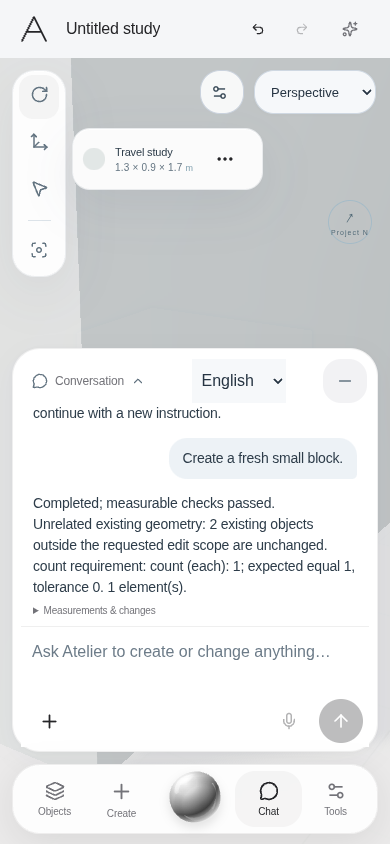 Untitled study
Perspective
Travel study
1.3 × 0.9 × 1.7 m
Project N
Conversation
English
continue with a new instruction.
Create a fresh small block.
Completed; measurable checks passed.
Unrelated existing geometry: 2 existing objects
outside the requested edit scope are unchanged.
count requirement: count (each): 1; expected equal 1,
tolerance 0. 1 element(s).
Measurements & changes
Ask Atelier to create or change anything…
Objects
Create
Chat
Tools